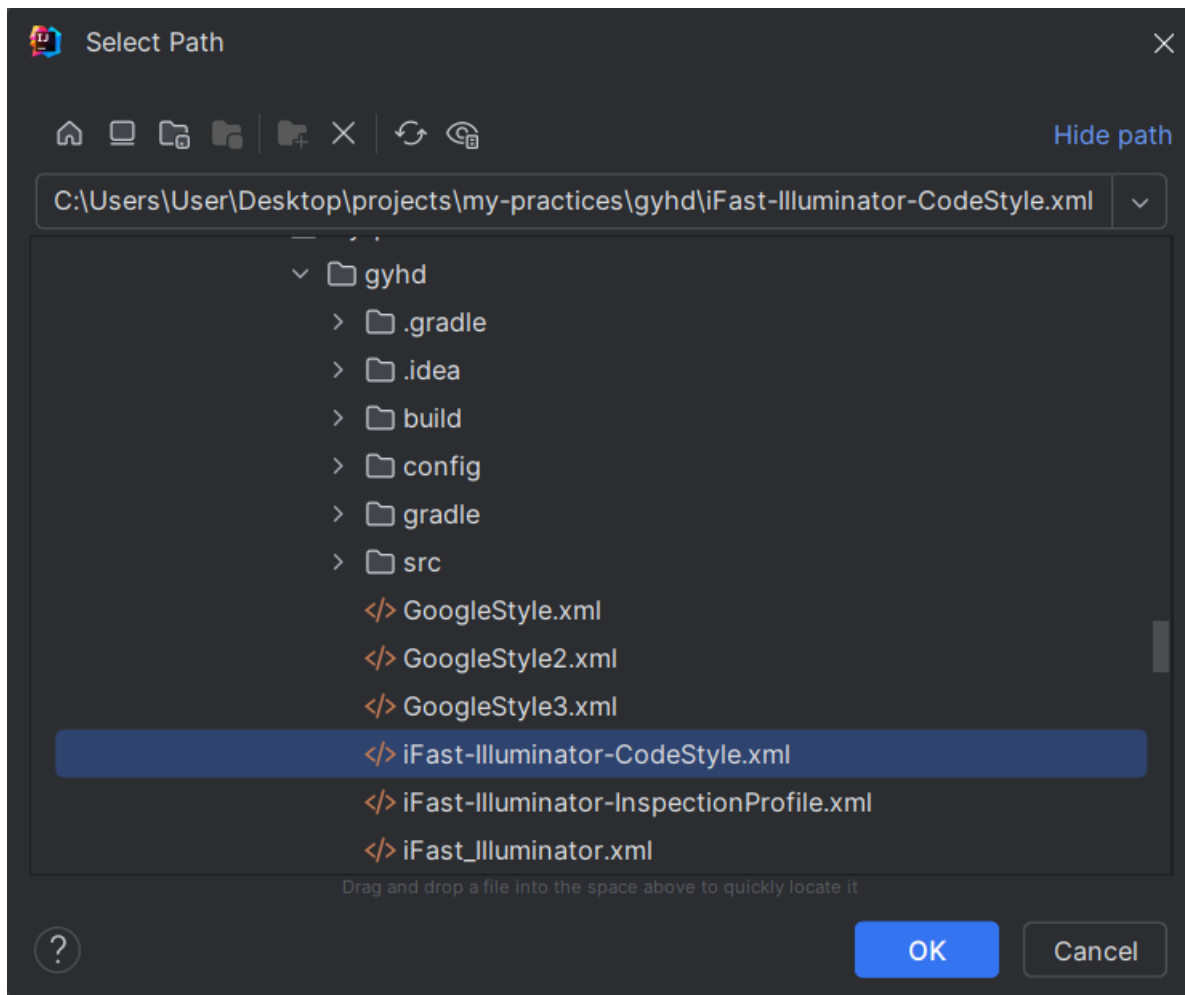 Select Path
Hide path
C:\Users\User\Desktop\projects\my-practices\gyhd\iFast-Illuminator-CodeStyle.xml
gyhd
.gradle
.idea
build
config
gradle
src
</> GoogleStyle.xml
</> GoogleStyle2.xml
</> GoogleStyle3.xml
</> iFast-Illuminator-CodeStyle.xml
</> iFast-Illuminator-InspectionProfile.xml
</> iFast_Illuminator.xml
Drag and drop a file into the space above to quickly locate it
? OK Cancel